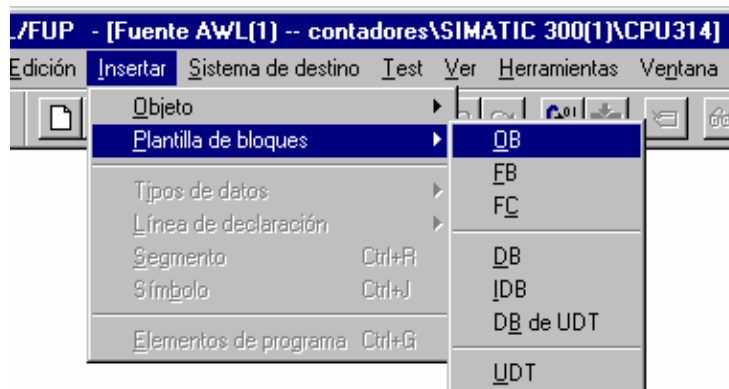 L/FUP - [Fuente AWL(1) -- contadores\SIMATIC 300(1)\CPU314]
Edición Insertar Sistema de destino Test Ver Herramientas Ventana
Objeto
Plantilla de bloques
Tipos de datos
Línea de declaración
Segmento Ctrl+R
Símbolo Ctrl+J
Elementos de programa Ctrl+G
OB
FB
FC
DB
IDB
DB de UDT
UDT